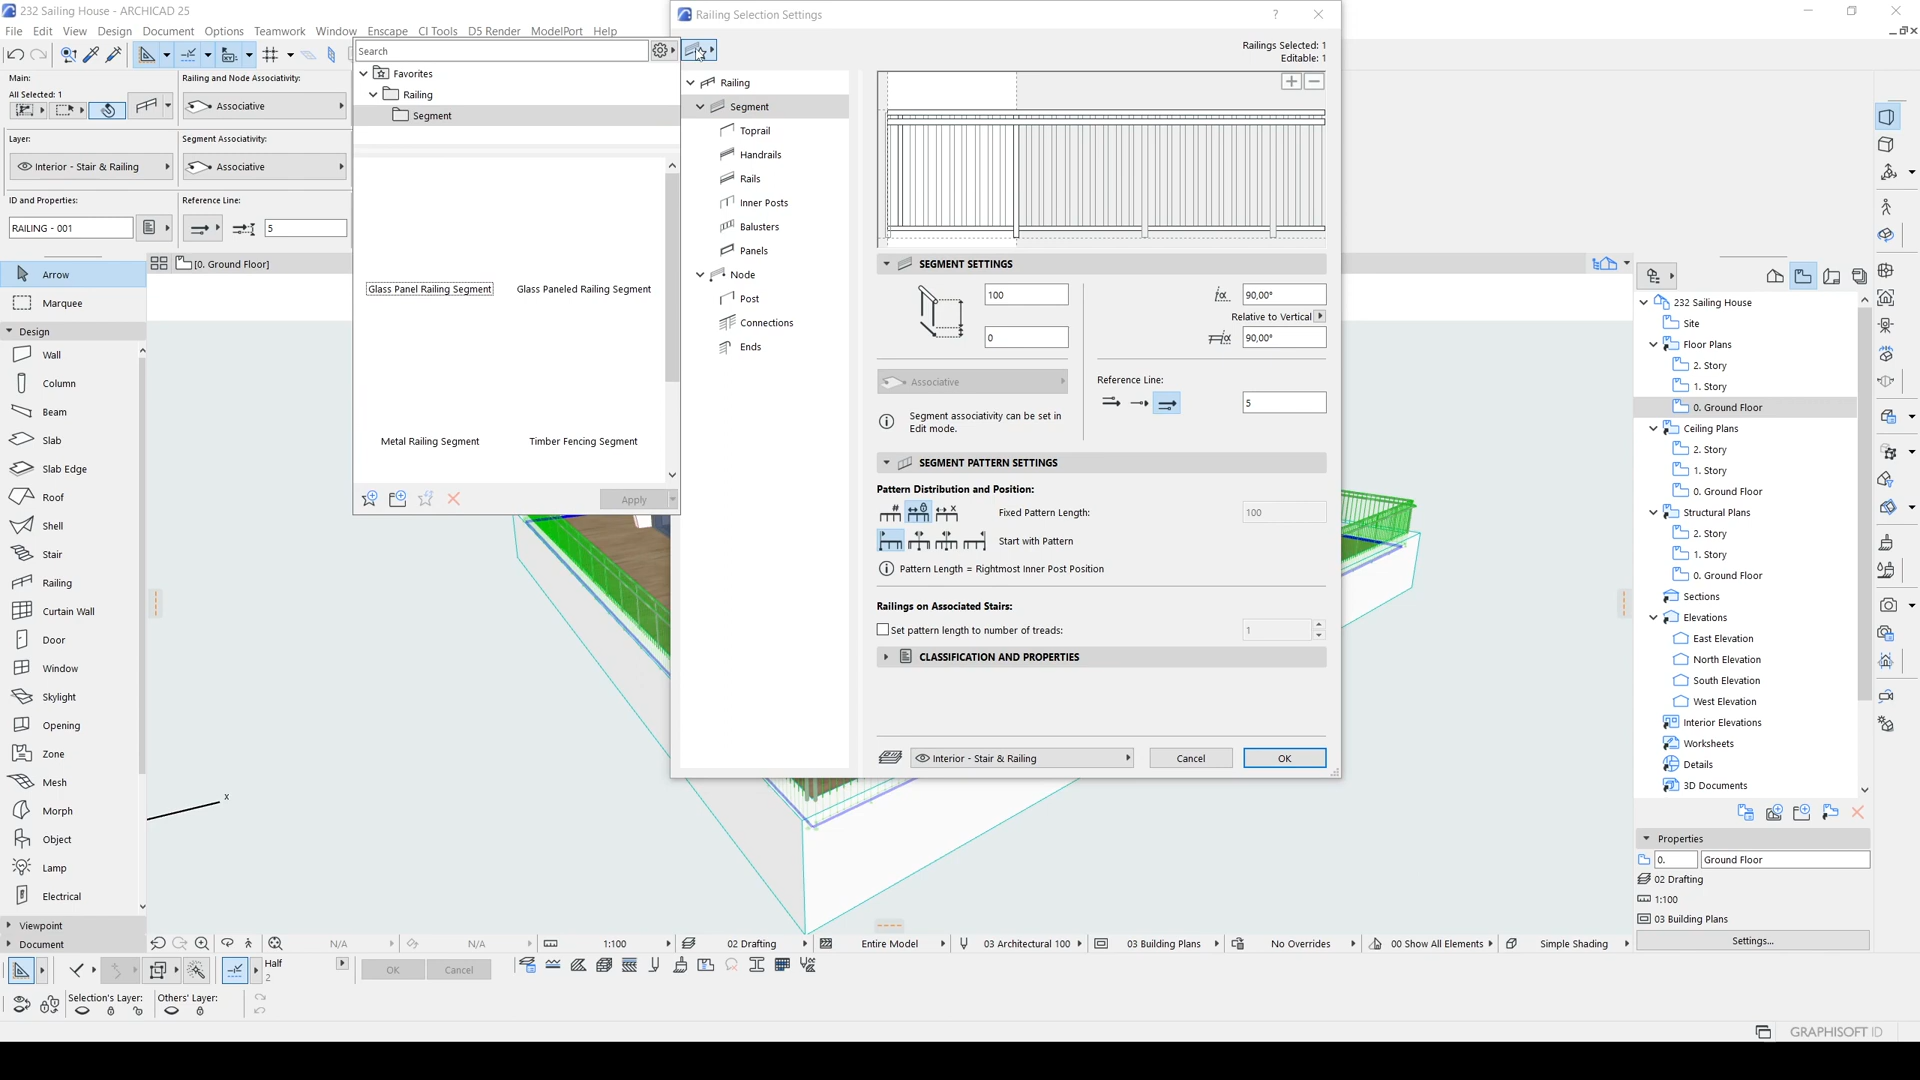 232 Sailing House - ARCHICAD 25
File Edit View Design Document Options Teamwork Window Enscape CI Tools D5 Render ModelPort Help
Main:
All Selected: 1
Railing and Node Associativity:
Associative
Layer:
Interior - Stair & Railing
Segment Associativity:
Associative
ID and Properties:
RAILING - 001
Reference Line:
5
[0. Ground Floor]
Arrow
Marquee
Design
Wall
Column
Beam
Slab
Slab Edge
Roof
Shell
Stair
Railing
Curtain Wall
Door
Window
Skylight
Opening
Zone
Mesh
Morph
Object
Lamp
Electrical
Viewpoint
Document
Search
Favorites
Railing
Segment
Glass Panel Railing Segment
Glass Paneled Railing Segment
Metal Railing Segment
Timber Fencing Segment
Apply
Railing Selection Settings
?
Railings Selected: 1
Editable: 1
Railing
Segment
Toprail
Handrails
Rails
Inner Posts
Balusters
Panels
Node
Post
Connections
Ends
SEGMENT SETTINGS
100
0
90,00°
Relative to Vertical
90,00°
Associative
Segment associativity can be set in
Edit mode.
Reference Line:
5
SEGMENT PATTERN SETTINGS
Pattern Distribution and Position:
Fixed Pattern Length:
100
Start with Pattern
Pattern Length = Rightmost Inner Post Position
Railings on Associated Stairs:
Set pattern length to number of treads:
1
CLASSIFICATION AND PROPERTIES
Interior - Stair & Railing
Cancel
OK
x
232 Sailing House
Site
Floor Plans
2. Story
1. Story
0. Ground Floor
Ceiling Plans
2. Story
1. Story
0. Ground Floor
Structural Plans
2. Story
1. Story
0. Ground Floor
Sections
Elevations
East Elevation
North Elevation
South Elevation
West Elevation
Interior Elevations
Worksheets
Details
3D Documents
Properties
0.
Ground Floor
02 Drafting
1:100
03 Building Plans
Settings...
N/A
N/A
1:100
02 Drafting
Entire Model
03 Architectural 100
03 Building Plans
No Overrides
00 Show All Elements
Simple Shading
Half
2
OK
Cancel
Selection's Layer:
Others' Layer:
GRAPHISOFT ID